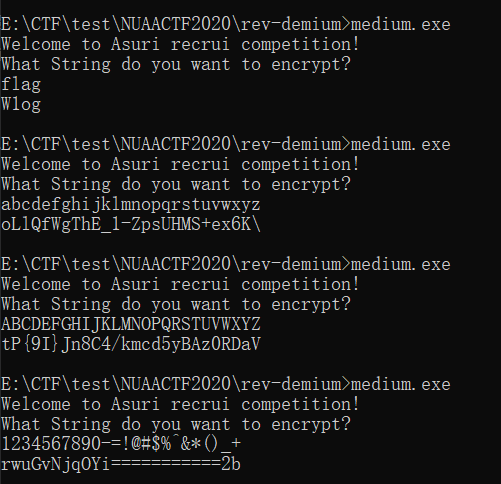 E:\CTF\test\NUAACTF2020\rev-demium>medium.exe
Welcome to Asuri recrui competition!
What String do you want to encrypt?
flag
Wlog
E:\CTF\test\NUAACTF2020\rev-demium>medium.exe
Welcome to Asuri recrui competition!
What String do you want to encrypt?
abcdefghijklmnopqrstuvwxyz
oLlQfWgThE_1-ZpsUHMS+ex6K\
E:\CTF\test\NUAACTF2020\rev-demium>medium.exe
Welcome to Asuri recrui competition!
What String do you want to encrypt?
ABCDEFGHIJKLMNOPQRSTUVWXYZ
tP{9I}Jn8C4/kmcd5yBAz0RDaV
E:\CTF\test\NUAACTF2020\rev-demium>medium.exe
Welcome to Asuri recrui competition!
What String do you want to encrypt?
1234567890-=!@#$%^&*()_+
rwuGvNjqOYi===========2b